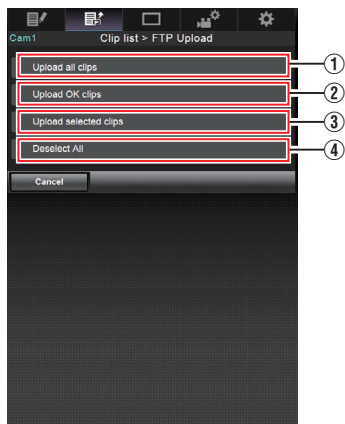 Cam1 Clip list > FTP Upload
Upload all clips ①
Upload OK clips ②
Upload selected clips ③
Deselect All ④
Cancel